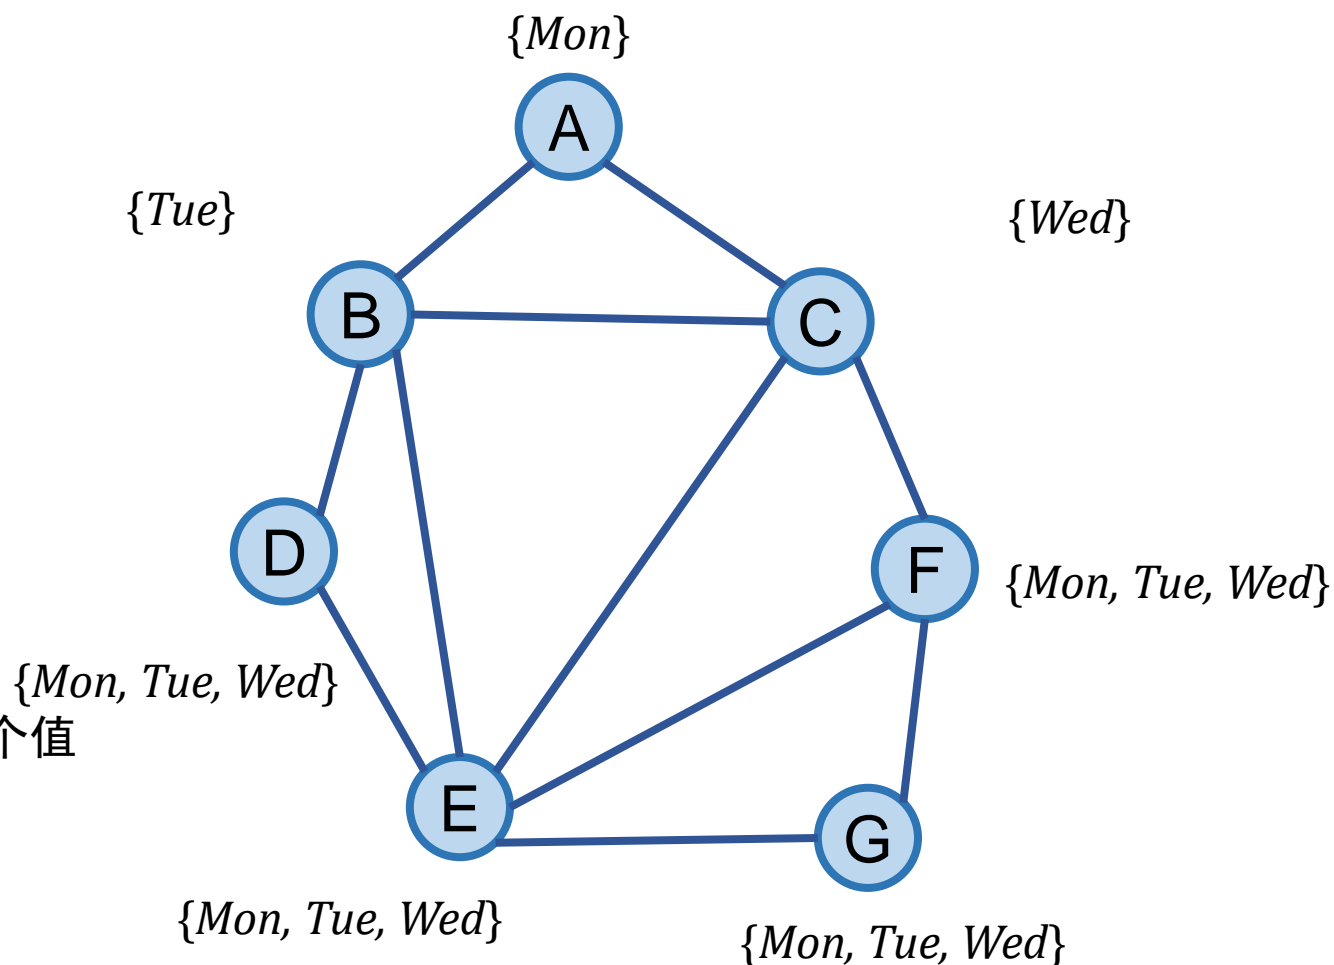 {Mon}
A
{Tue}
{Wed}
B
C
D
F
{Mon, Tue, Wed}
{Mon, Tue, Wed}
个值
E
G
{Mon, Tue, Wed}
{Mon, Tue, Wed}